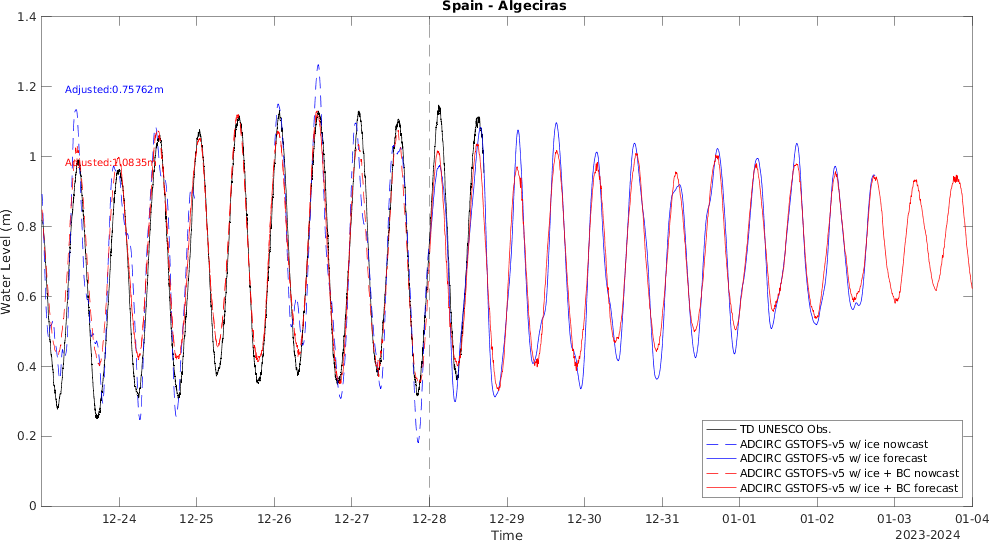 Spain - Algeciras
1.4
1.2
1
0.8
0.6
0.4
0.2
0
Water Level (m)
Adjusted:0.75762m
Adjusted:1.0835m
TD UNESCO Obs.
ADCIRC GSTOFS-v5 w/ ice nowcast
ADCIRC GSTOFS-v5 w/ ice forecast
ADCIRC GSTOFS-v5 w/ ice + BC nowcast
ADCIRC GSTOFS-v5 w/ ice + BC forecast
12-24 12-25 12-26 12-27 12-28 12-29 12-30 12-31 01-01 01-02 01-03 01-04
Time
2023-2024